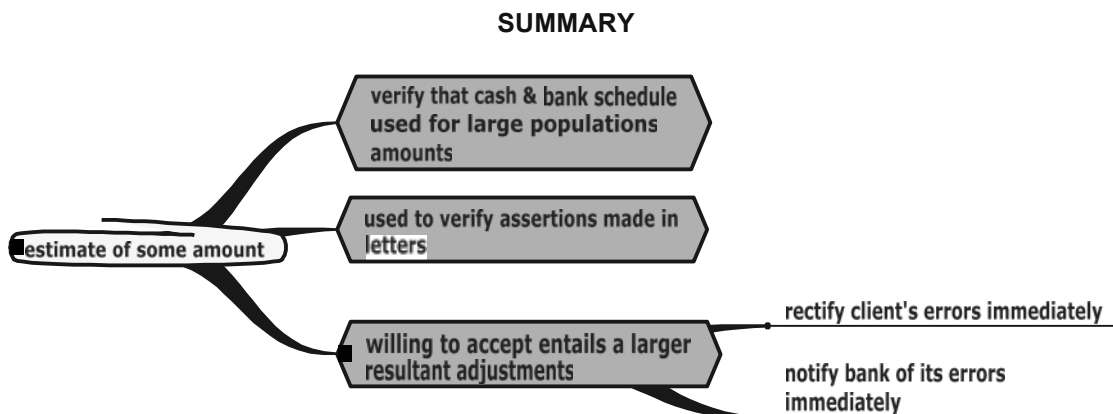 SUMMARY
verify that cash & bank schedule
used for large populations
amounts
used to verify assertions made in
letters
estimate of some amount
willing to accept entails a larger
resultant adjustments
rectify client's errors immediately
notify bank of its errors
immediately